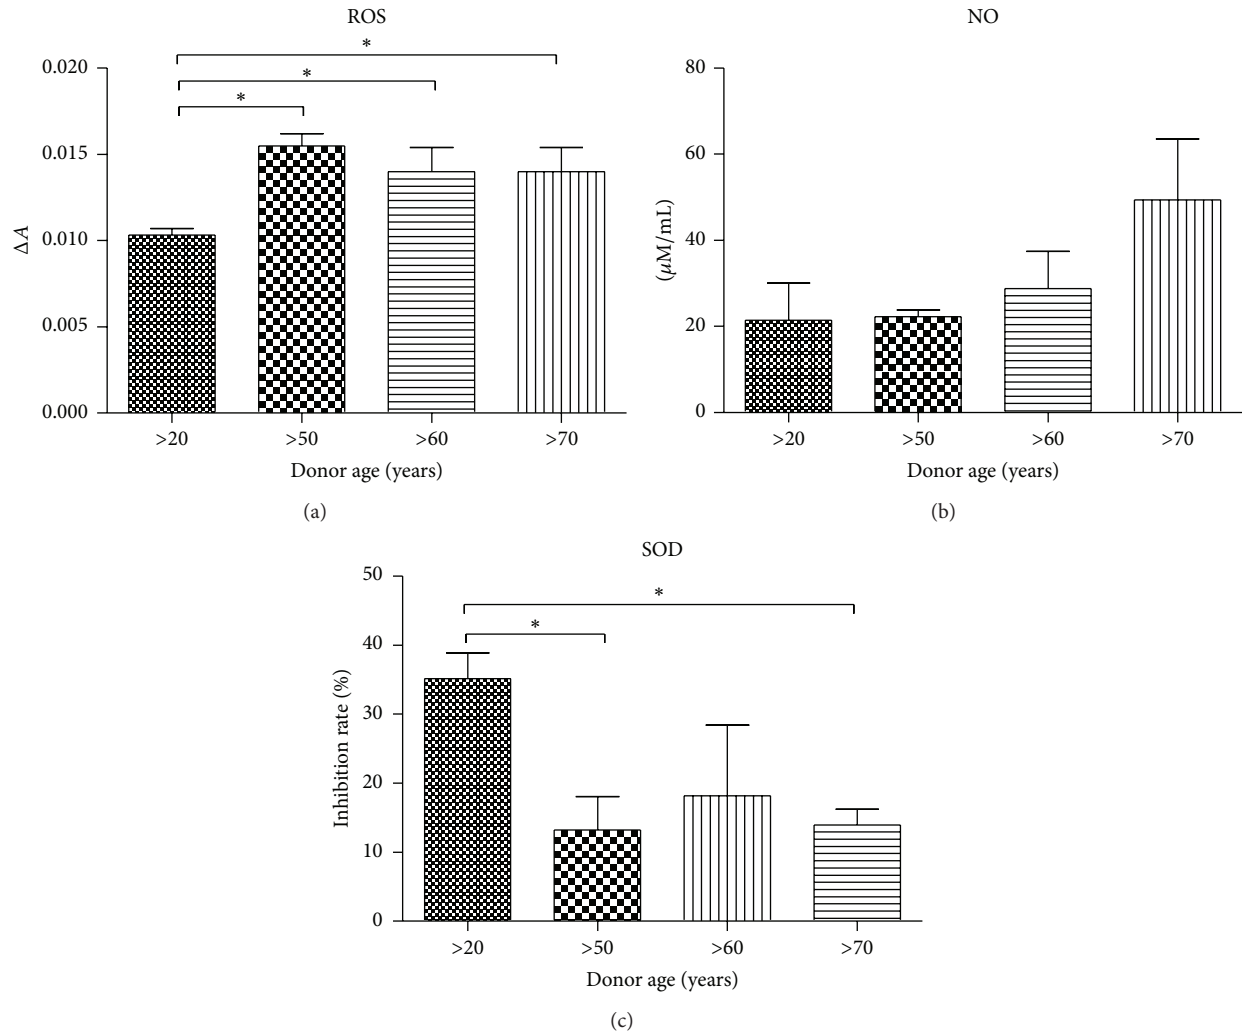 ROS
*
*
*
0.020
0.015
0.010
0.005
0.000
ΔA
>20 >50 >60 >70
Donor age (years)
(a)
NO
80
60
40
20
0
(μM/mL)
>20 >50 >60 >70
Donor age (years)
(b)
SOD
*
*
50
40
30
20
10
0
Inhibition rate (%)
>20 >50 >60 >70
Donor age (years)
(c)